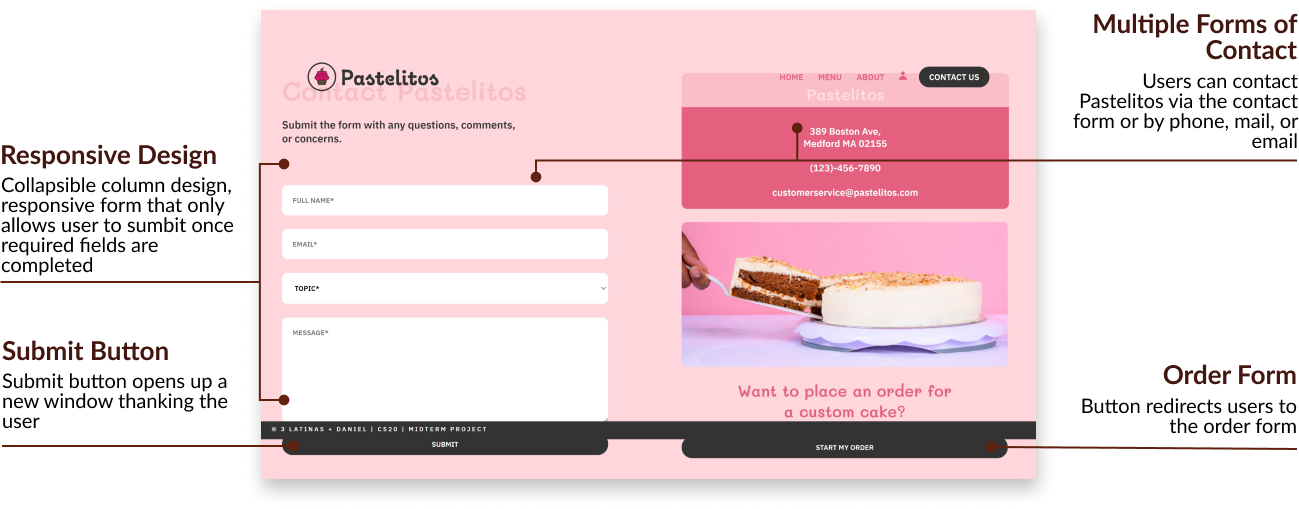 Multiple Forms of
Contact
Users can contact
Pastelitos via the contact
form or by phone, mail, or
email
Responsive Design
Collapsible column design,
responsive form that only
allows user to sumbit once
required fields are
completed
Submit Button
Submit button opens up a
new window thanking the
user
Order Form
Button redirects users to
the order form
Pastelitos
HOME MENU ABOUT CONTACT US
Contact Pastelitos
Submit the form with any questions, comments,
or concerns.
FULL NAME*
EMAIL*
TOPIC*
MESSAGE*
Pastelitos
389 Boston Ave,
Medford MA 02155
(123)-456-7890
customerservice@pastelitos.com
Want to place an order for
a custom cake?
© 3 LATINAS + DANIEL | CS20 | MIDTERM PROJECT
SUBMIT
START MY ORDER